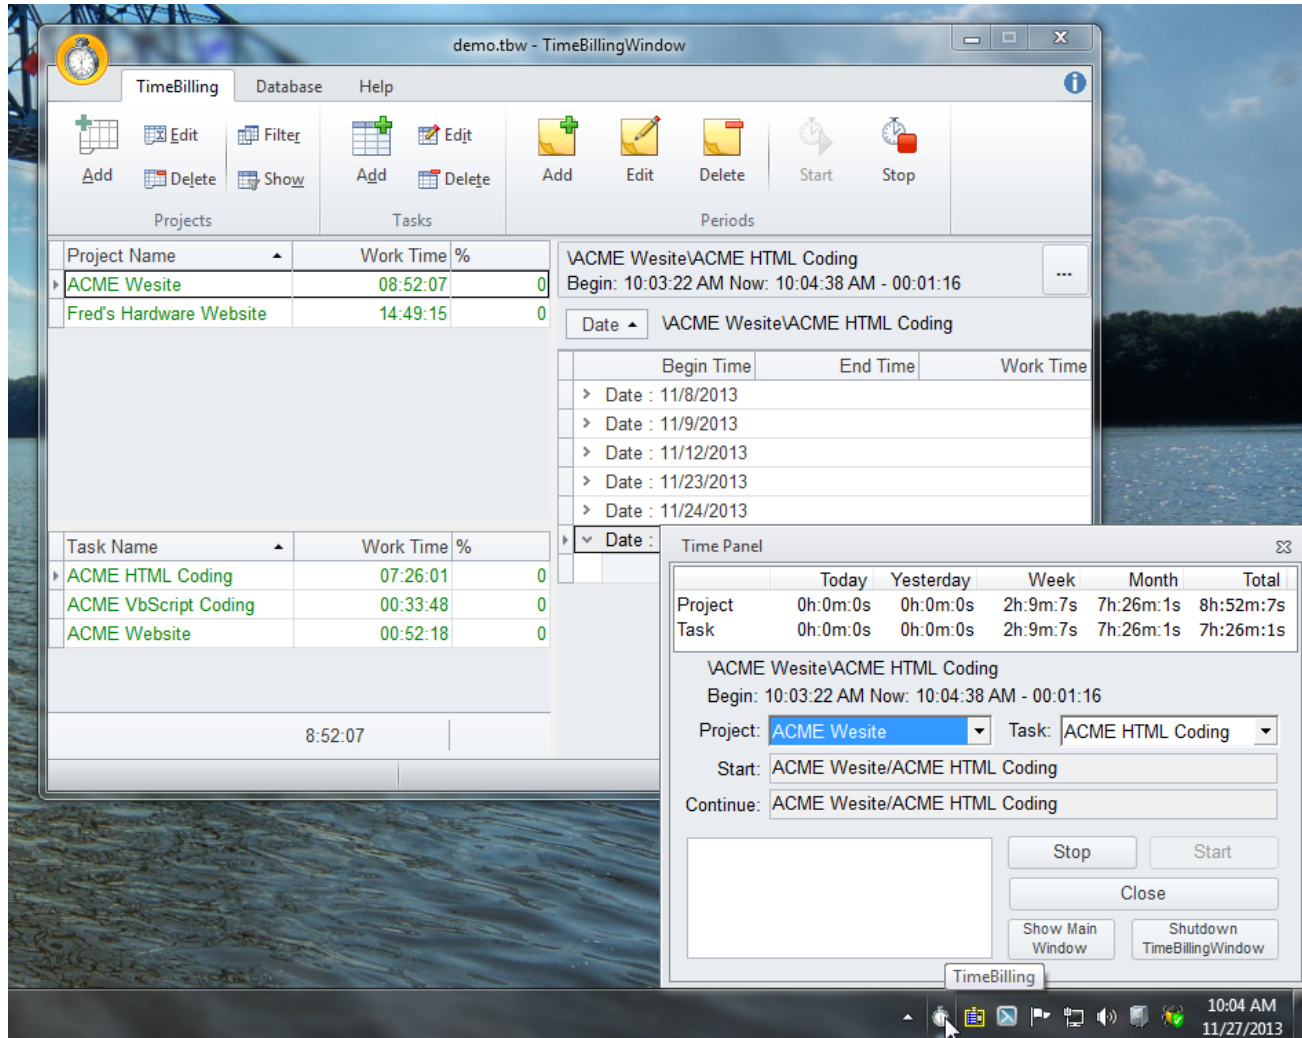 demo.tbw - TimeBillingWindow
TimeBilling Database Help
Edit Filter Edit
Add Delete Show Add Delete Add Edit Delete Start Stop
Projects Tasks Periods
Project Name Work Time %
ACME Wesite 08:52:07 0
Fred's Hardware Website 14:49:15 0
\ACME Wesite\ACME HTML Coding
Begin: 10:03:22 AM Now: 10:04:38 AM - 00:01:16
...
Date \ACME Wesite\ACME HTML Coding
Begin Time End Time Work Time
Date : 11/8/2013
Date : 11/9/2013
Date : 11/12/2013
Date : 11/23/2013
Date : 11/24/2013
Date :
Task Name Work Time %
ACME HTML Coding 07:26:01 0
ACME VbScript Coding 00:33:48 0
ACME Website 00:52:18 0
8:52:07
Time Panel
Today Yesterday Week Month Total
Project 0h:0m:0s 0h:0m:0s 2h:9m:7s 7h:26m:1s 8h:52m:7s
Task 0h:0m:0s 0h:0m:0s 2h:9m:7s 7h:26m:1s 7h:26m:1s
\ACME Wesite\ACME HTML Coding
Begin: 10:03:22 AM Now: 10:04:38 AM - 00:01:16
Project: ACME Wesite Task: ACME HTML Coding
Start: ACME Wesite/ACME HTML Coding
Continue: ACME Wesite/ACME HTML Coding
Stop Start
Close
Show Main Window
Shutdown TimeBillingWindow
TimeBilling
10:04 AM
11/27/2013